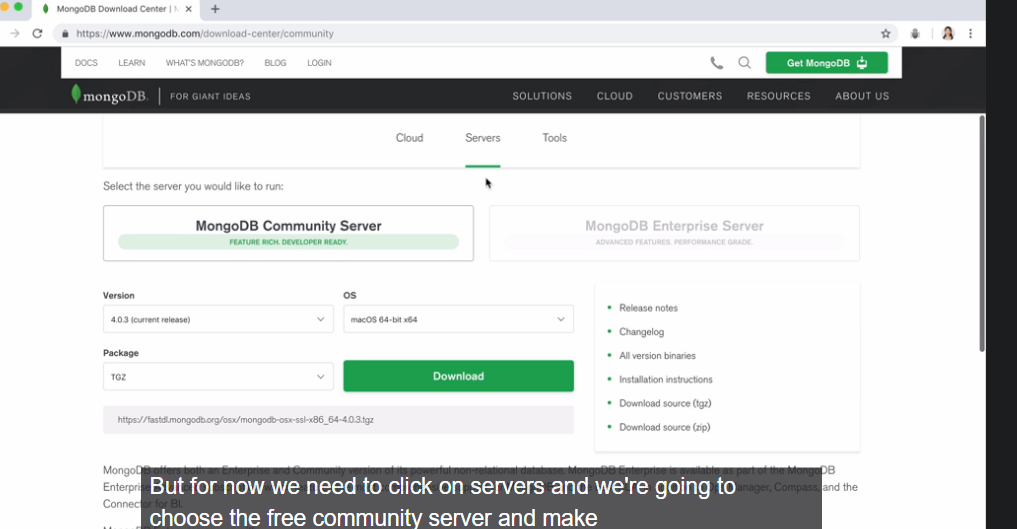 MongoDB Download Center | M
https://www.mongodb.com/download-center/community
DOCS LEARN WHAT'S MONGODB? BLOG LOGIN Get MongoDB
mongoDB. FOR GIANT IDEAS SOLUTIONS CLOUD CUSTOMERS RESOURCES ABOUT US
Cloud Servers Tools
Select the server you would like to run:
MongoDB Community Server
FEATURE RICH. DEVELOPER READY.
MongoDB Enterprise Server
ADVANCED FEATURES. PERFORMANCE GRADE.
Version
4.0.3 (current release)
OS
macOS 64-bit x64
Package
TGZ
Download
https://fastdl.mongodb.org/osx/mongodb-osx-ssl-x86_64-4.0.3.tgz
Release notes
Changelog
All version binaries
Installation instructions
Download source (tgz)
Download source (zip)
MongoDB offers both an Enterprise and Community version of its powerful non-relational database. MongoDB Enterprise is available as part of the MongoDB
Enterprise Manager, Compass, and the
Connector for BI.
But for now we need to click on servers and we're going to
choose the free community server and make